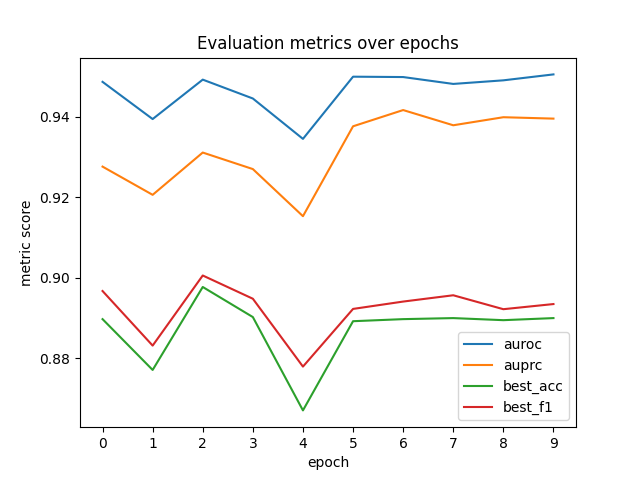 Evaluation metrics over epochs
metric score
0.94
0.92
0.90
0.88
auroc
auprc
best_acc
best_f1
0 1 2 3 4 5 6 7 8 9
epoch